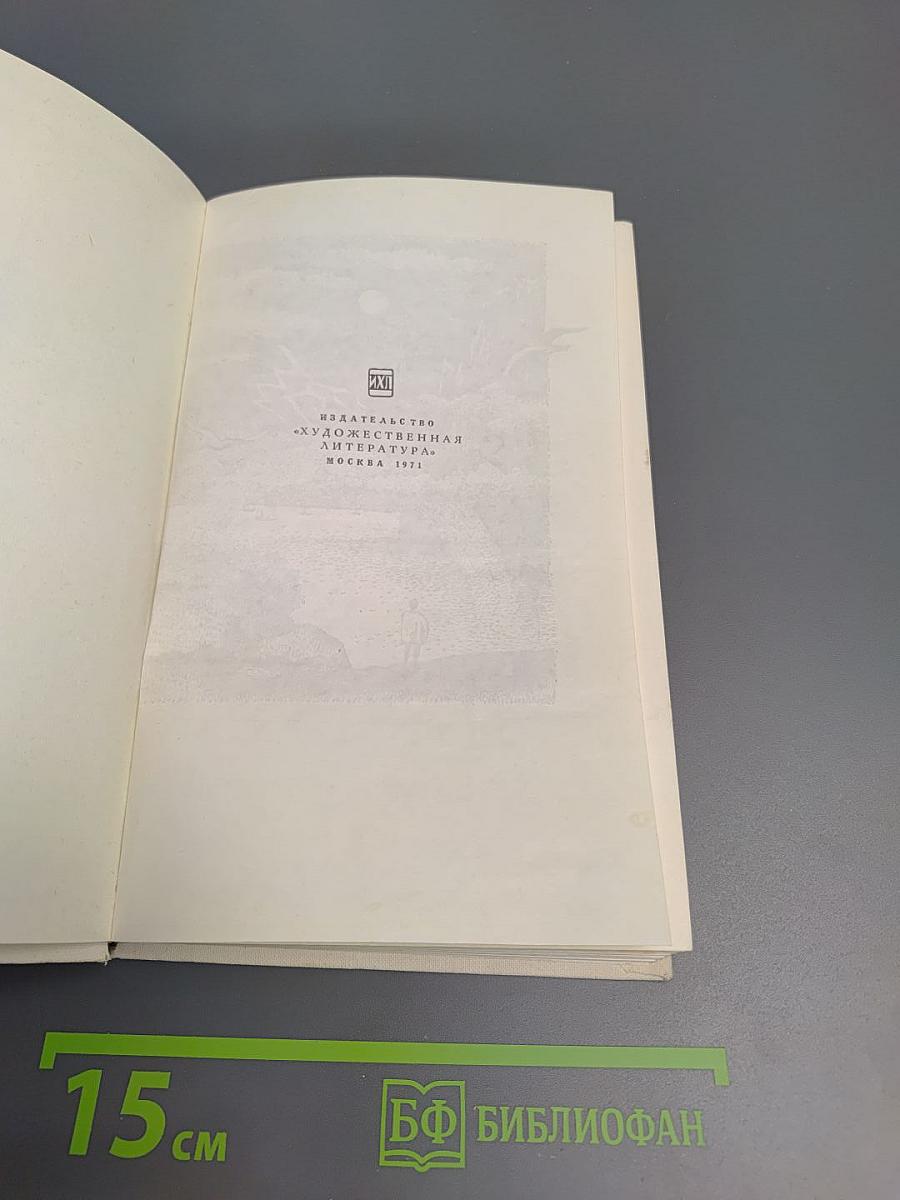 ИХЛ
ИЗДАТЕЛЬСТВО
«ХУДОЖЕСТВЕННАЯ
ЛИТЕРАТУРА»
МОСКВА 1971
15 см
БФ БИБЛИОФАН